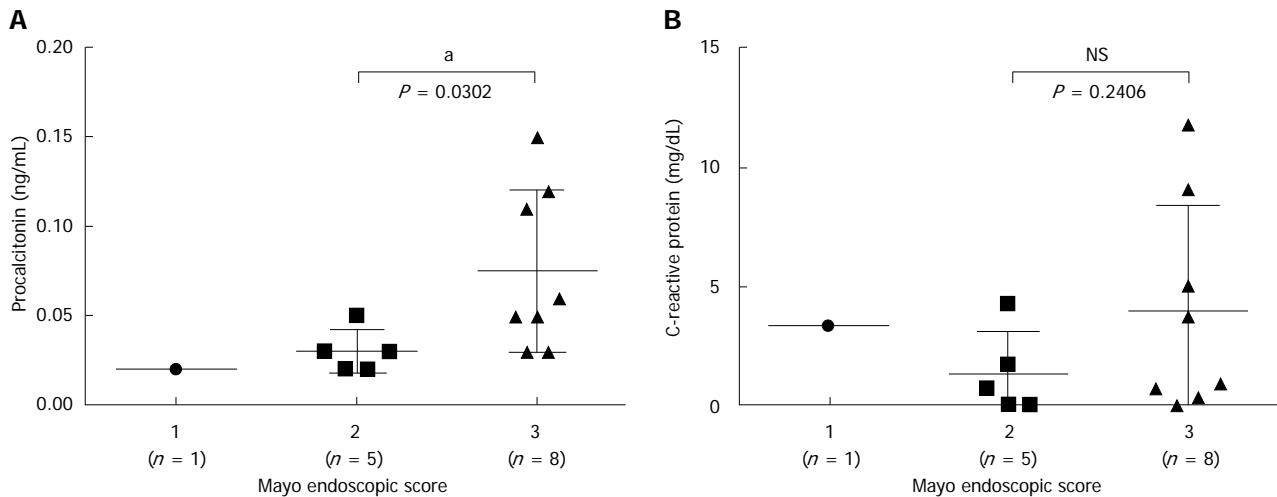 A
Procalcitonin (ng/mL)
0.20
0.15
0.10
0.05
0.00
a
P = 0.0302
1
2
3
(n = 1)
(n = 5)
(n = 8)
Mayo endoscopic score
B
C-reactive protein (mg/dL)
15
10
5
0
NS
P = 0.2406
1
2
3
(n = 1)
(n = 5)
(n = 8)
Mayo endoscopic score